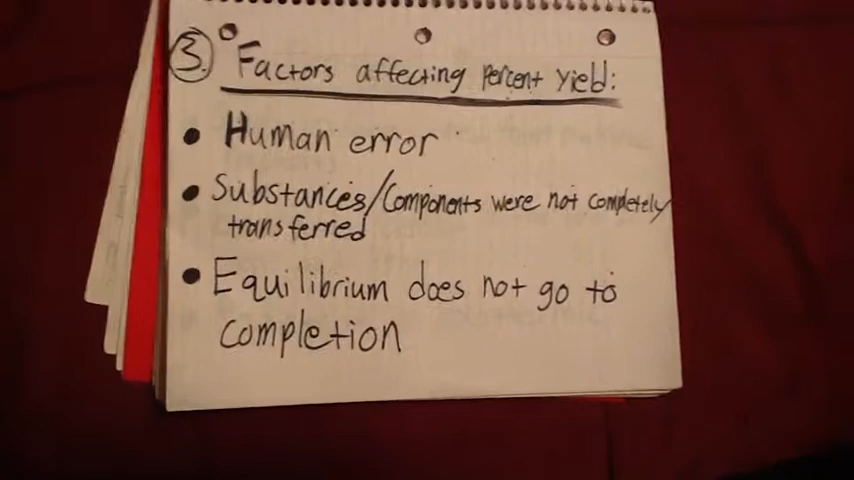 3. Factors affecting percent yield:
• Human error
• Substances/Components were not completely
transferred
• Equilibrium does not go to
completion